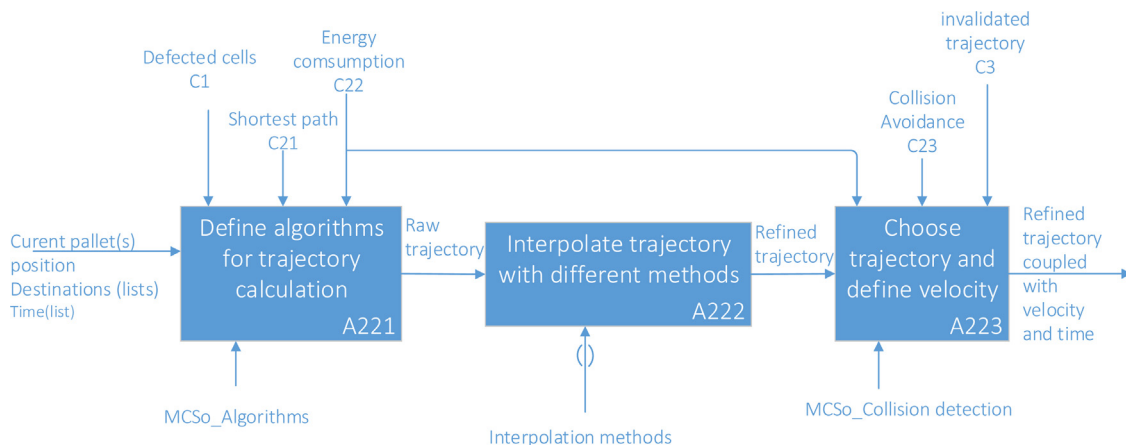 Defected cells
C1
Shortest path
C21
Energy
comsumption
C22
Collision
Avoidance
C23
invalidated
trajectory
C3
Curent pallet(s)
position
Destinations (lists)
Time(list)
Define algorithms
for trajectory
calculation
A221
Raw
trajectory
Interpolate trajectory
with different methods
A222
Refined
trajectory
Choose
trajectory and
define velocity
A223
Refined
trajectory
coupled
with
velocity
and time
MCSo_Algorithms
()
Interpolation methods
MCSo_Collision detection